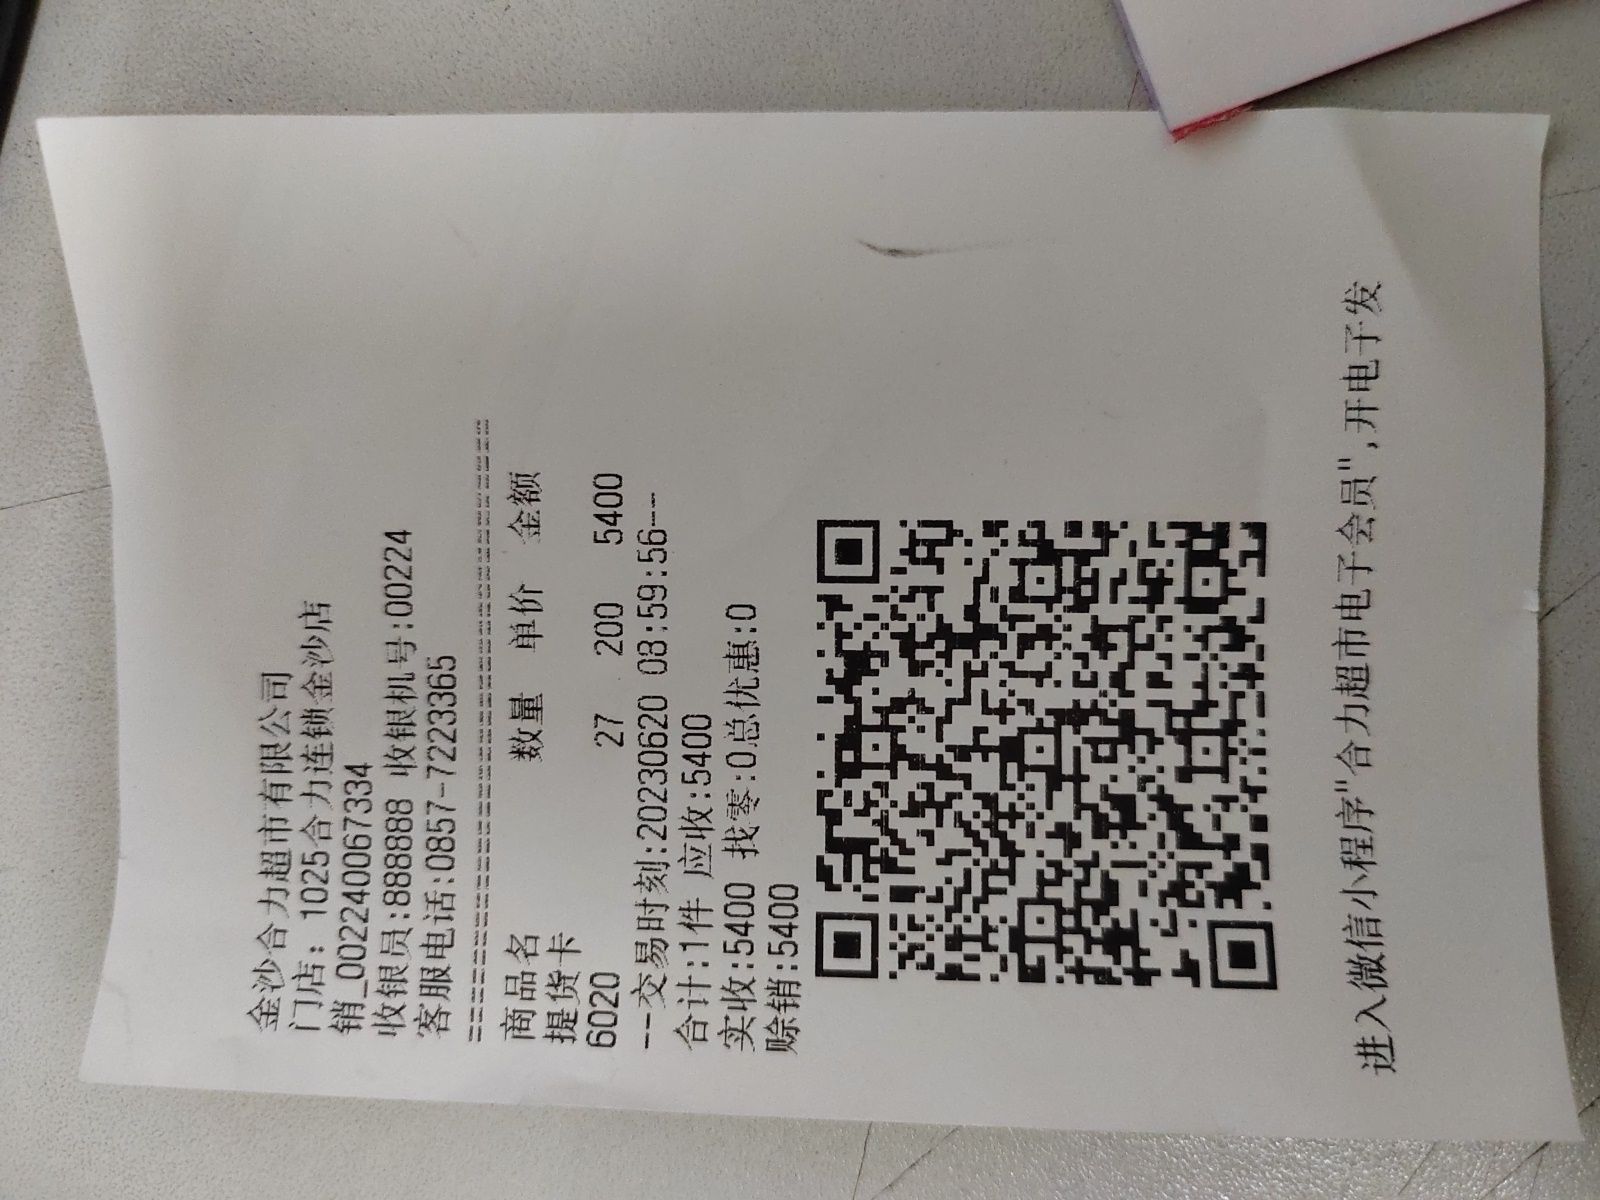 金沙合力超市有限公司
门店: 1025合力连锁金沙店
销_002240067334
收银员:888888 收银机号:00224
客服电话:0857-7223365
================================
商品名 数量 单价 金额
提货卡
6020 27 200 5400
--交易时刻:20230620 08:59:56--
合计:1件 应收:5400
实收:5400 找零:0总优惠:0
赊销:5400
进入微信小程序"合力超市电子会员",开电子发